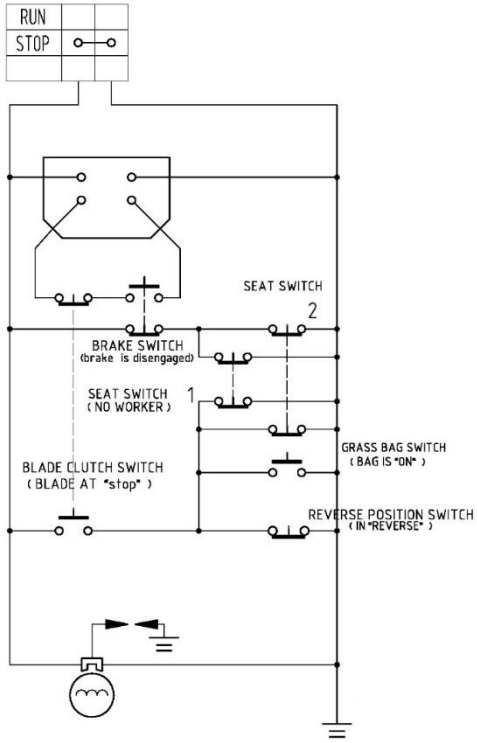 RUN
STOP
SEAT SWITCH
2
BRAKE SWITCH
(brake is disengaged)
SEAT SWITCH
1
( NO WORKER )
GRASS BAG SWITCH
( BAG IS "ON" )
BLADE CLUTCH SWITCH
( BLADE AT "stop" )
REVERSE POSITION SWITCH
( IN "REVERSE" )